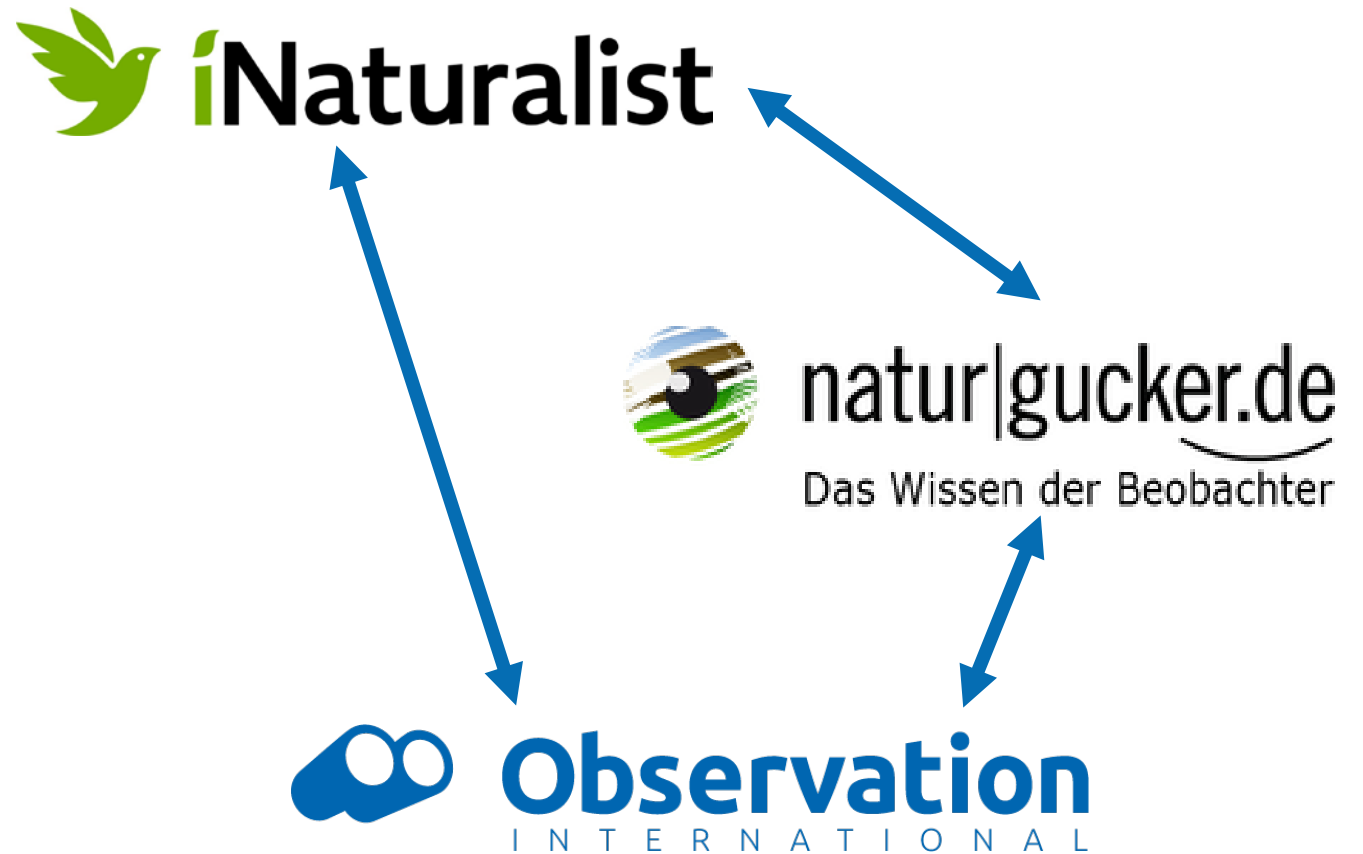 iNaturalist
natur|gucker.de
Das Wissen der Beobachter
Observation
INTERNATIONAL